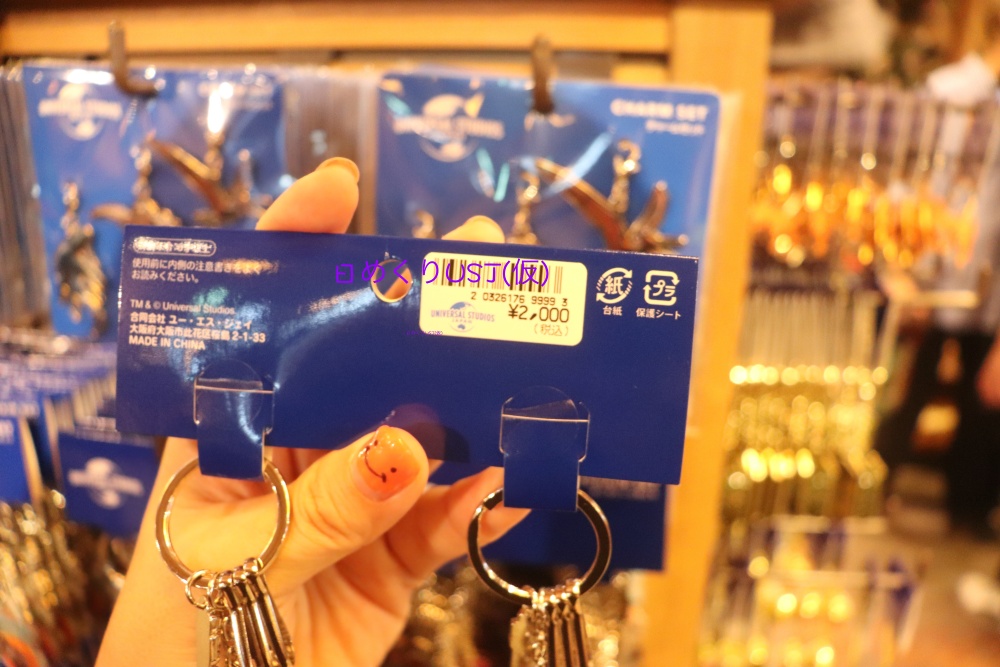 CHARM SET
使用前に内側の注意書きをよく
お読みください。
TM & © Universal Studios
合同会社 ユー・エス・ジェイ
大阪府大阪市此花区桜島 2-1-33
MADE IN CHINA
日めくりUSJ(仮)
2 0326176 9999 3
UNIVERSAL STUDIOS
JAPAN
¥2,000
(税込)
紙
台紙
プラ
保護シート